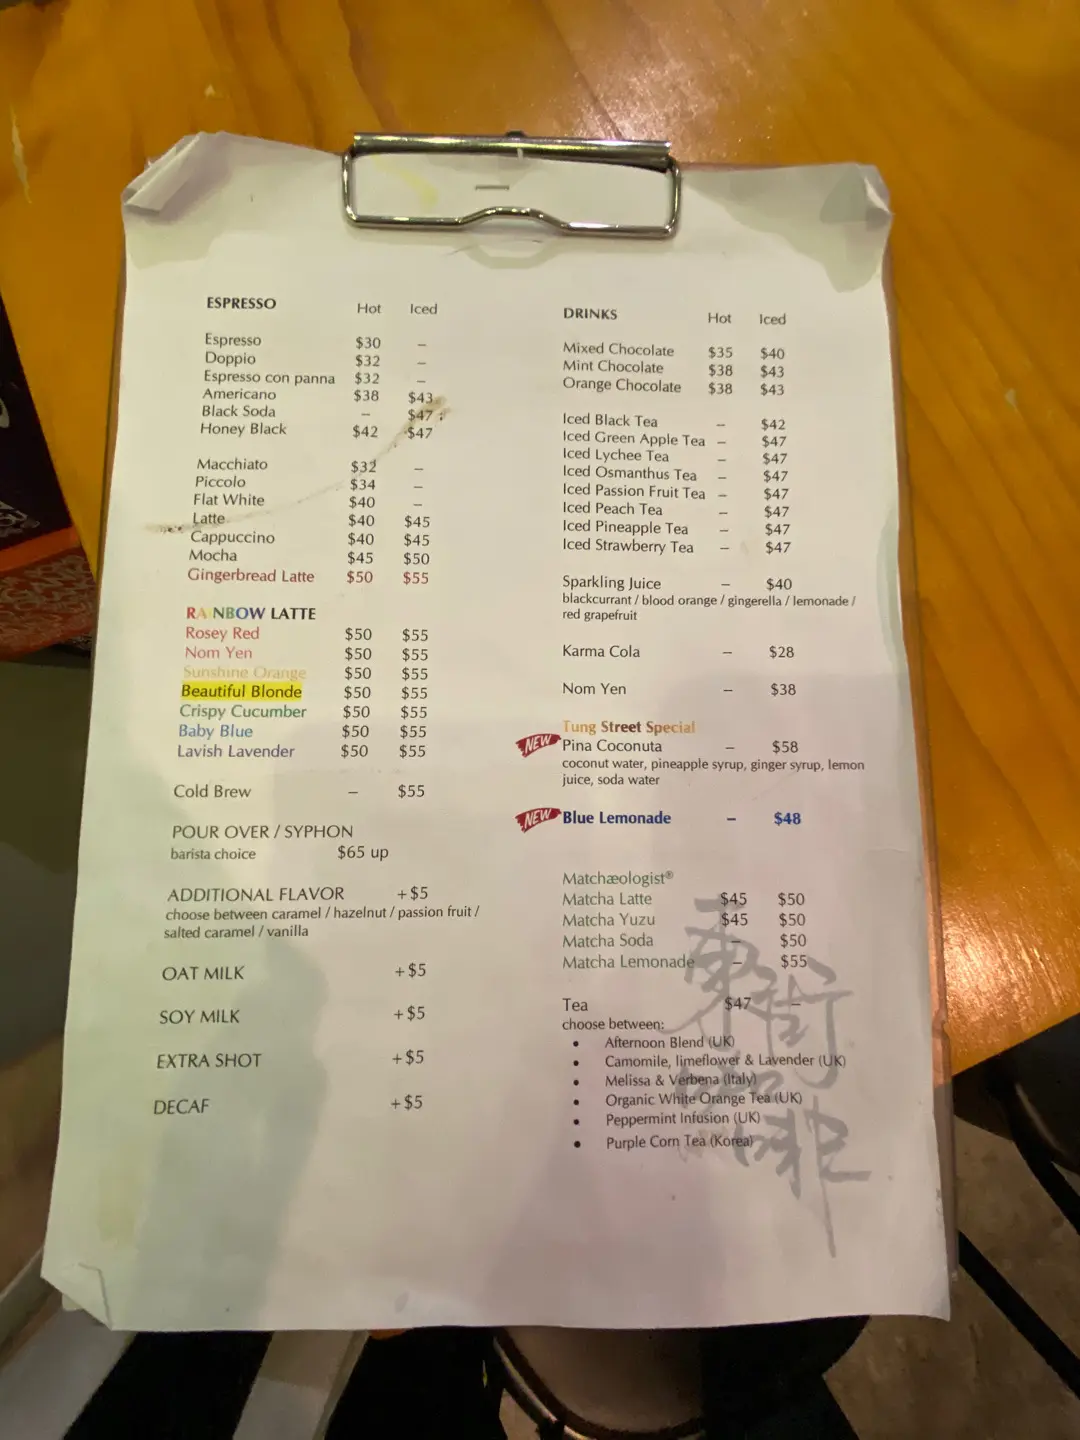 ESPRESSO Hot Iced
Espresso $30 –
Doppio $32 –
Espresso con panna $32 –
Americano $38 $43
Black Soda – $47
Honey Black $42 $47
Macchiato $32 –
Piccolo $34 –
Flat White $40 –
Latte $40 $45
Cappuccino $40 $45
Mocha $45 $50
Gingerbread Latte $50 $55
RAINBOW LATTE
Rosey Red $50 $55
Nom Yen $50 $55
Sunshine Orange $50 $55
Beautiful Blonde $50 $55
Crispy Cucumber $50 $55
Baby Blue $50 $55
Lavish Lavender $50 $55
Cold Brew – $55
POUR OVER / SYPHON
barista choice $65 up
ADDITIONAL FLAVOR +$5
choose between caramel / hazelnut / passion fruit /
salted caramel / vanilla
OAT MILK +$5
SOY MILK +$5
EXTRA SHOT +$5
DECAF +$5
DRINKS Hot Iced
Mixed Chocolate $35 $40
Mint Chocolate $38 $43
Orange Chocolate $38 $43
Iced Black Tea – $42
Iced Green Apple Tea – $47
Iced Lychee Tea – $47
Iced Osmanthus Tea – $47
Iced Passion Fruit Tea – $47
Iced Peach Tea – $47
Iced Pineapple Tea – $47
Iced Strawberry Tea – $47
Sparkling Juice – $40
blackcurrant / blood orange / gingerella / lemonade /
red grapefruit
Karma Cola – $28
Nom Yen – $38
Tung Street Special
NEW Pina Coconuta – $58
coconut water, pineapple syrup, ginger syrup, lemon
juice, soda water
NEW Blue Lemonade – $48
Matchæologist®
Matcha Latte $45 $50
Matcha Yuzu $45 $50
Matcha Soda – $50
Matcha Lemonade – $55
Tea $47 –
choose between:
• Afternoon Blend (UK)
• Camomile, limeflower & Lavender (UK)
• Melissa & Verbena (Italy)
• Organic White Orange Tea (UK)
• Peppermint Infusion (UK)
• Purple Corn Tea (Korea)
東街
咖啡